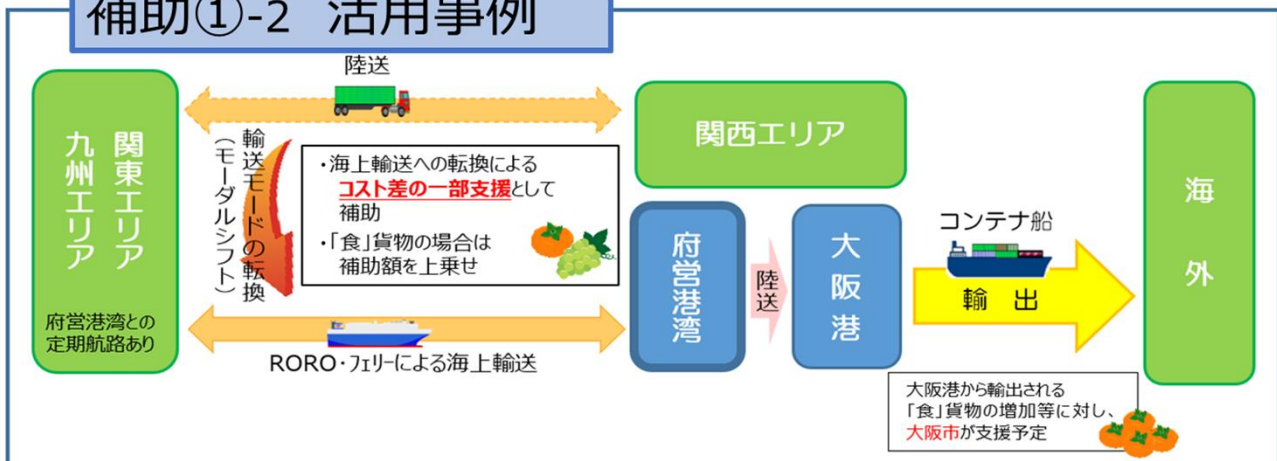 補助①-2 活用事例
陸送
関東エリア
九州エリア
府営港湾との
定期航路あり
輸送モードの転換
(モーダルシフト)
・海上輸送への転換による
コスト差の一部支援として
補助
・「食」貨物の場合は
補助額を上乗せ
RORO・フェリーによる海上輸送
関西エリア
府営港湾
陸送
大阪港
コンテナ船
輸 出
海 外
大阪港から輸出される
「食」貨物の増加等に対し、
大阪市が支援予定